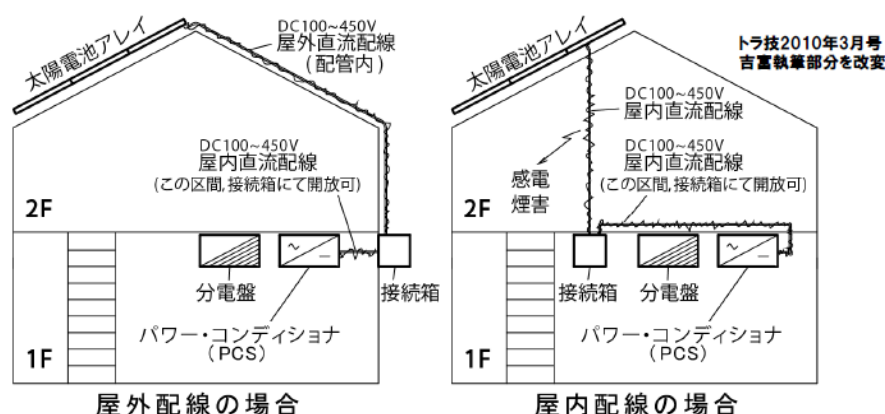 太陽電池アレイ
DC100~450V
屋外直流配線
(配管内)
DC100~450V
屋内直流配線
(この区間,接続箱にて開放可)
2F
分電盤
接続箱
パワー・コンディショナ
(PCS)
1F
屋外配線の場合
トラ技2010年3月号
吉富執筆部分を改変
太陽電池アレイ
DC100~450V
屋内直流配線
DC100~450V
屋内直流配線
(この区間,接続箱にて開放可)
感電
煙害
2F
接続箱
分電盤
パワー・コンディショナ
(PCS)
1F
屋内配線の場合